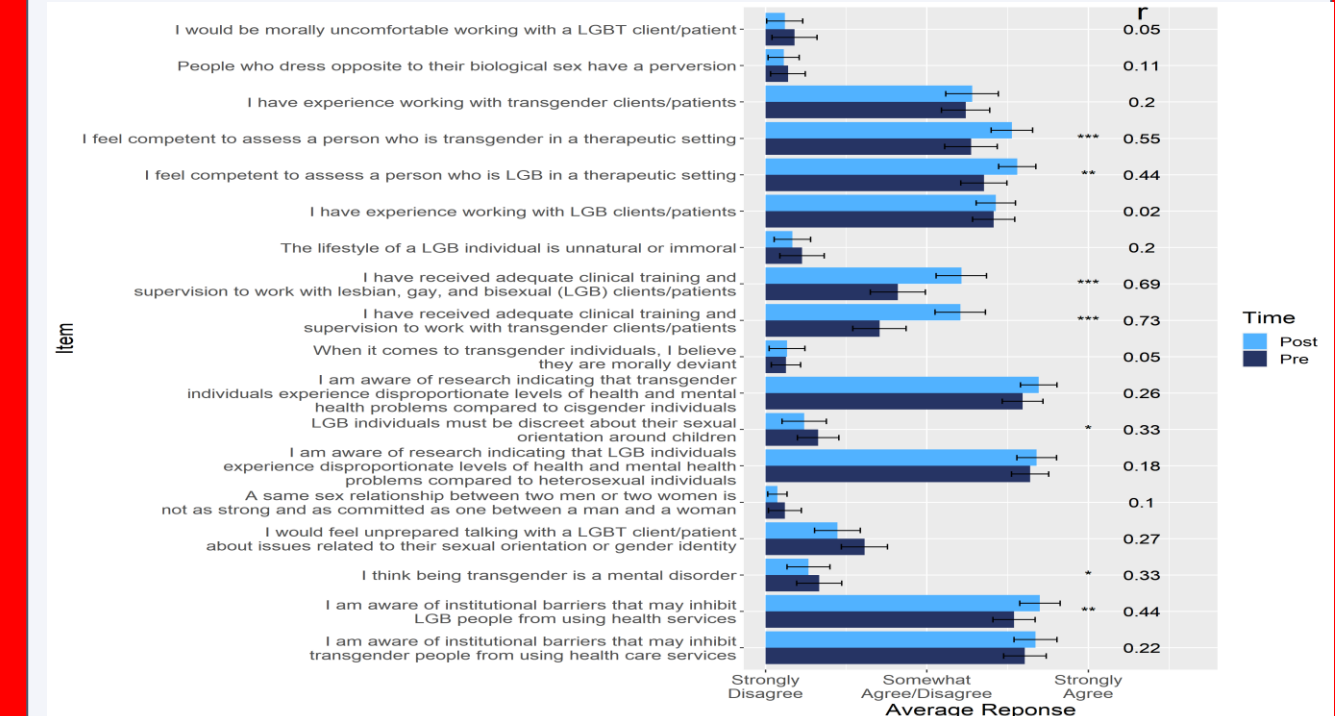 r
I would be morally uncomfortable working with a LGBT client/patient 0.05
People who dress opposite to their biological sex have a perversion 0.11
I have experience working with transgender clients/patients 0.2
I feel competent to assess a person who is transgender in a therapeutic setting *** 0.55
I feel competent to assess a person who is LGB in a therapeutic setting ** 0.44
I have experience working with LGB clients/patients 0.02
The lifestyle of a LGB individual is unnatural or immoral 0.2
I have received adequate clinical training and
supervision to work with lesbian, gay, and bisexual (LGB) clients/patients *** 0.69
I have received adequate clinical training and
supervision to work with transgender clients/patients *** 0.73
When it comes to transgender individuals, I believe
they are morally deviant 0.05
I am aware of research indicating that transgender
individuals experience disproportionate levels of health and mental
health problems compared to cisgender individuals 0.26
LGB individuals must be discreet about their sexual
orientation around children * 0.33
I am aware of research indicating that LGB individuals
experience disproportionate levels of health and mental health
problems compared to heterosexual individuals 0.18
A same sex relationship between two men or two women is
not as strong and as committed as one between a man and a woman 0.1
I would feel unprepared talking with a LGBT client/patient
about issues related to their sexual orientation or gender identity 0.27
I think being transgender is a mental disorder * 0.33
I am aware of institutional barriers that may inhibit
LGB people from using health services ** 0.44
I am aware of institutional barriers that may inhibit
transgender people from using health care services 0.22
Item
Strongly
Disagree
Somewhat
Agree/Disagree
Strongly
Agree
Average Reponse
Time
Post
Pre